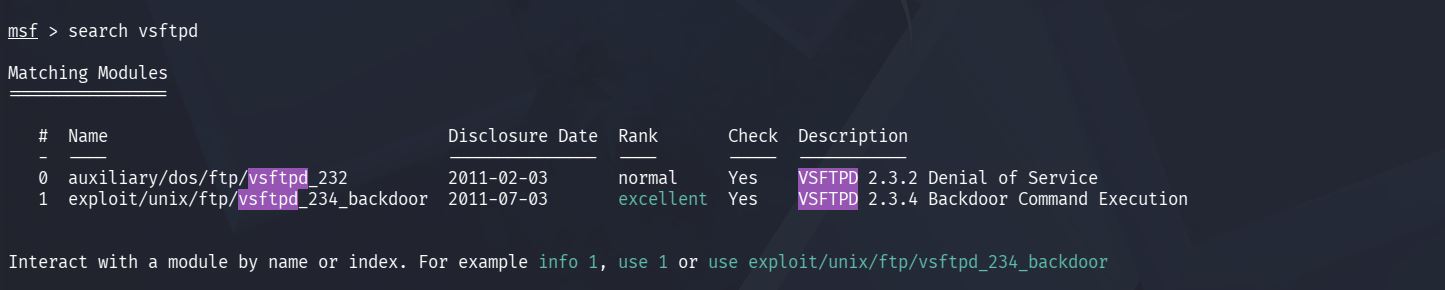 msf > search vsftpd
Matching Modules
================
# Name Disclosure Date Rank Check Description
- ---- --------------- ---- ----- -----------
0 auxiliary/dos/ftp/vsftpd_232 2011-02-03 normal Yes VSFTPD 2.3.2 Denial of Service
1 exploit/unix/ftp/vsftpd_234_backdoor 2011-07-03 excellent Yes VSFTPD 2.3.4 Backdoor Command Execution
Interact with a module by name or index. For example info 1, use 1 or use exploit/unix/ftp/vsftpd_234_backdoor